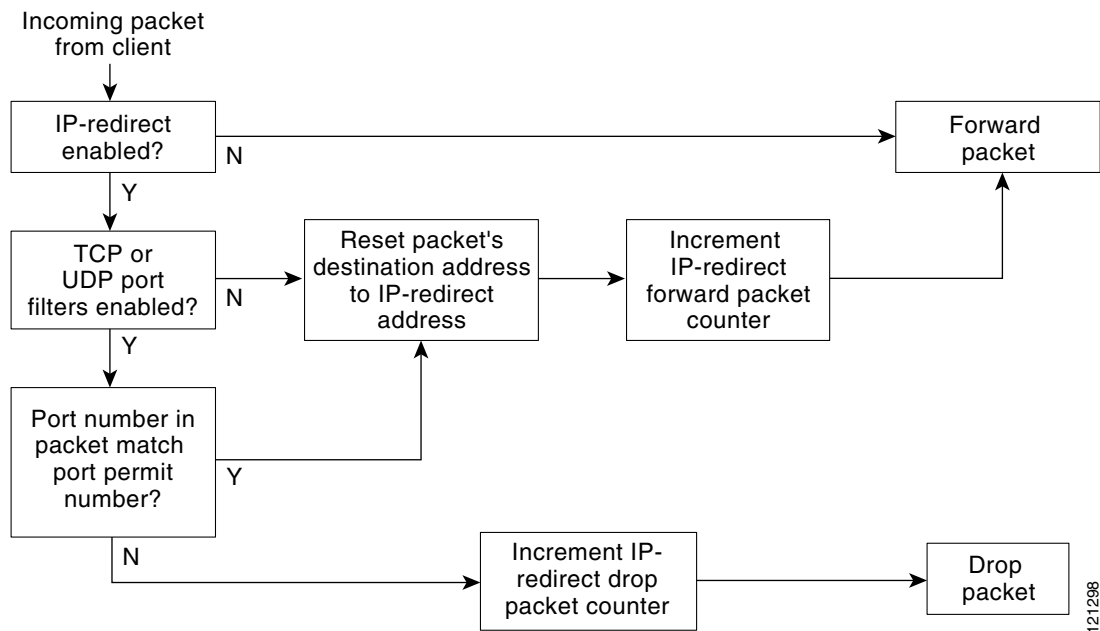 Incoming packet
from client
IP-redirect
enabled?
N
Forward
packet
Y
TCP or
UDP port
filters enabled?
N
Reset packet's
destination address
to IP-redirect
address
Increment
IP-redirect
forward packet
counter
Y
Port number in
packet match
port permit
number?
Y
N
Increment IP-
redirect drop
packet counter
Drop
packet
121298